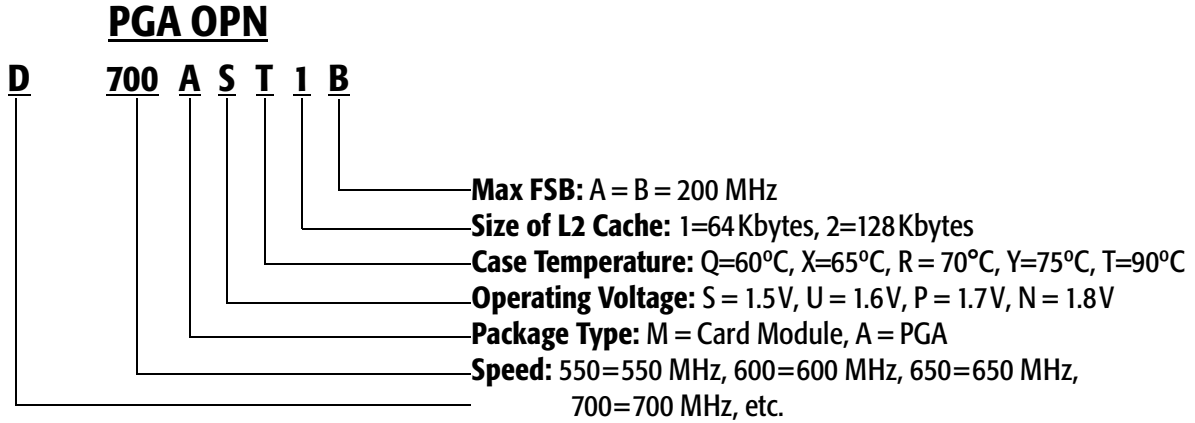 PGA OPN
D 700 A S T 1 B
Max FSB: A = B = 200 MHz
Size of L2 Cache: 1=64 Kbytes, 2=128 Kbytes
Case Temperature: Q=60ºC, X=65ºC, R = 70°C, Y=75ºC, T=90ºC
Operating Voltage: S = 1.5 V, U = 1.6 V, P = 1.7 V, N = 1.8 V
Package Type: M = Card Module, A = PGA
Speed: 550=550 MHz, 600=600 MHz, 650=650 MHz,
700=700 MHz, etc.